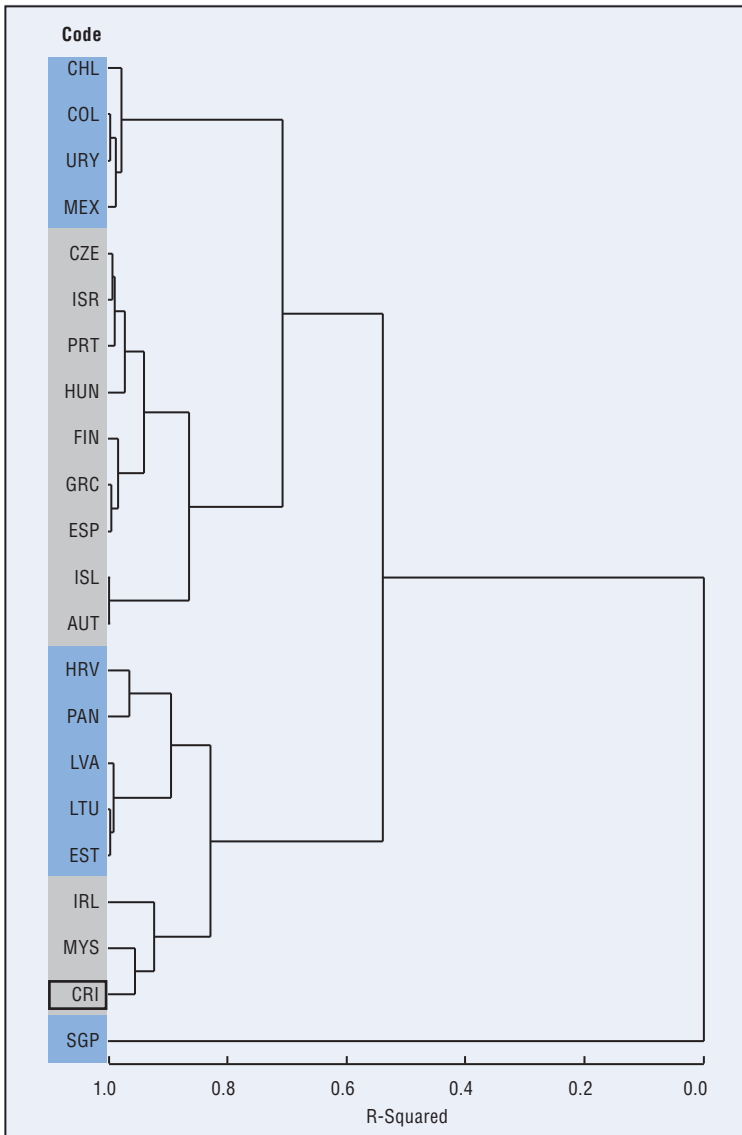 Code
CHL
COL
URY
MEX
CZE
ISR
PRT
HUN
FIN
GRC
ESP
ISL
AUT
HRV
PAN
LVA
LTU
EST
IRL
MYS
CRI
SGP
1.0 0.8 0.6 0.4 0.2 0.0
R-Squared